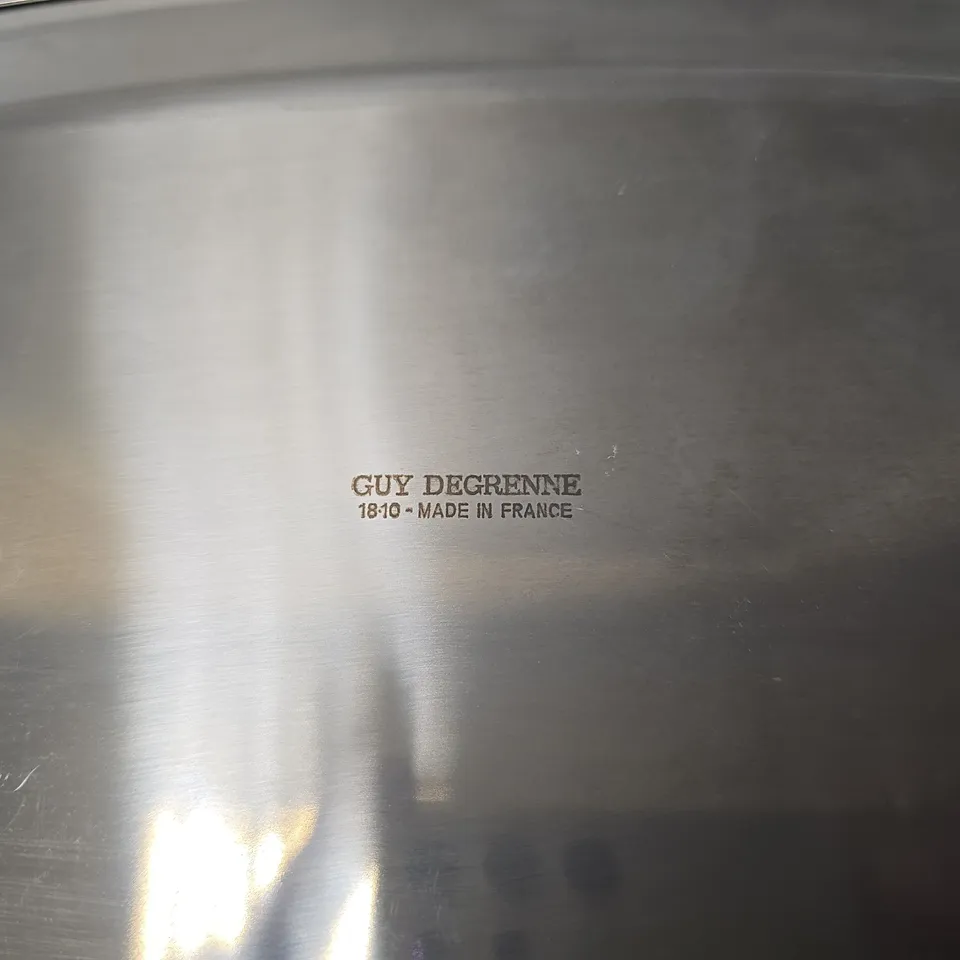 GUY DEGRENNE
18·10 - MADE IN FRANCE